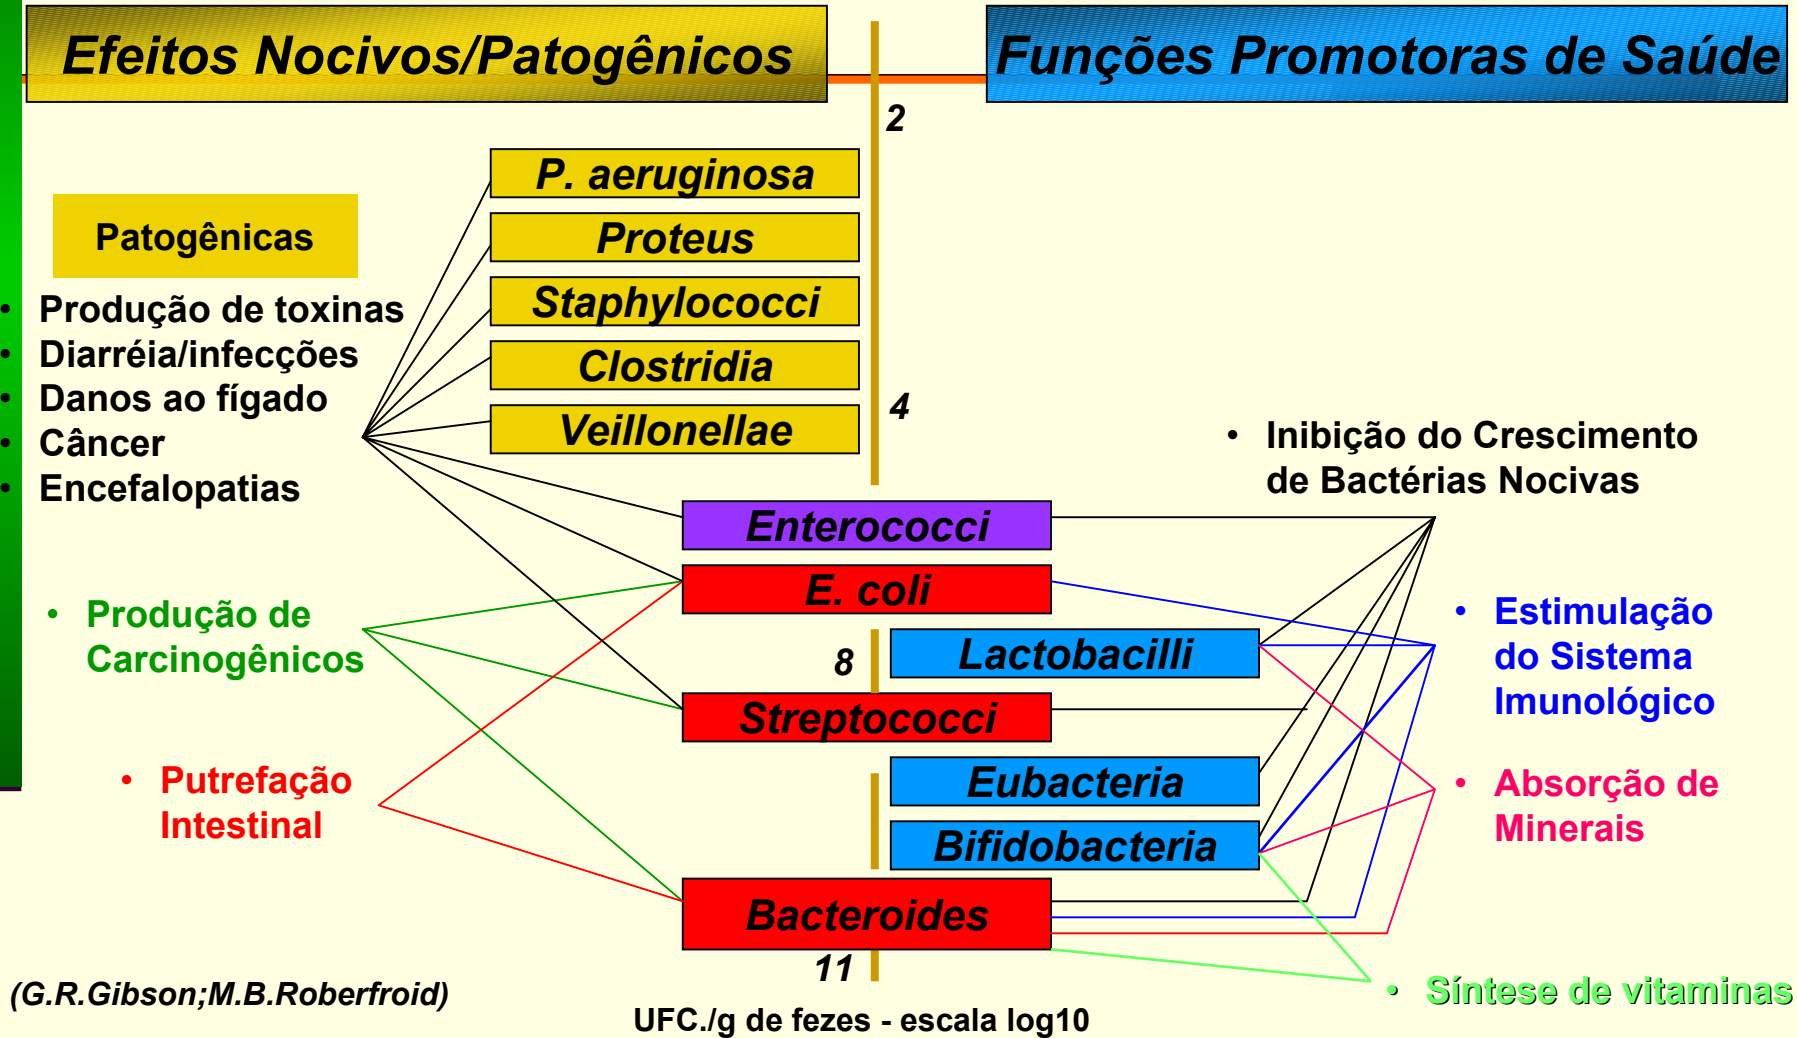 Efeitos Nocivos/Patogênicos
Funções Promotoras de Saúde
2
P. aeruginosa
Patogênicas
Proteus
• Produção de toxinas
• Diarréia/infecções
• Danos ao fígado
• Câncer
• Encefalopatias
Staphylococci
Clostridia
4
Veillonellae
• Inibição do Crescimento
de Bactérias Nocivas
Enterococci
E. coli
• Produção de
Carcinogênicos
• Estimulação
do Sistema
Imunológico
8
Lactobacilli
Streptococci
• Putrefação
Intestinal
Eubacteria
• Absorção de
Minerais
Bifidobacteria
Bacteroides
11
• Síntese de vitaminas
(G.R.Gibson;M.B.Roberfroid)
UFC./g de fezes - escala log10